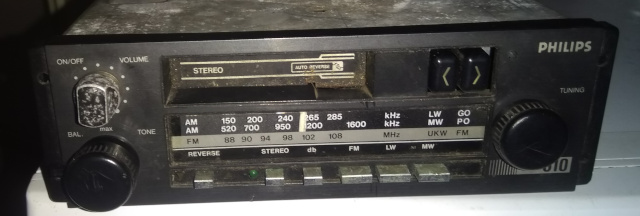 ON/OFF VOLUME
STEREO AUTO REVERSE
PHILIPS
TUNING
BAL. max TONE
AM 150 200 240 265 285 kHz LW GO
AM 520 700 950 1200 1600 kHz MW PO
FM 88 90 94 98 102 108 MHz UKW FM
REVERSE STEREO db FM LW MW